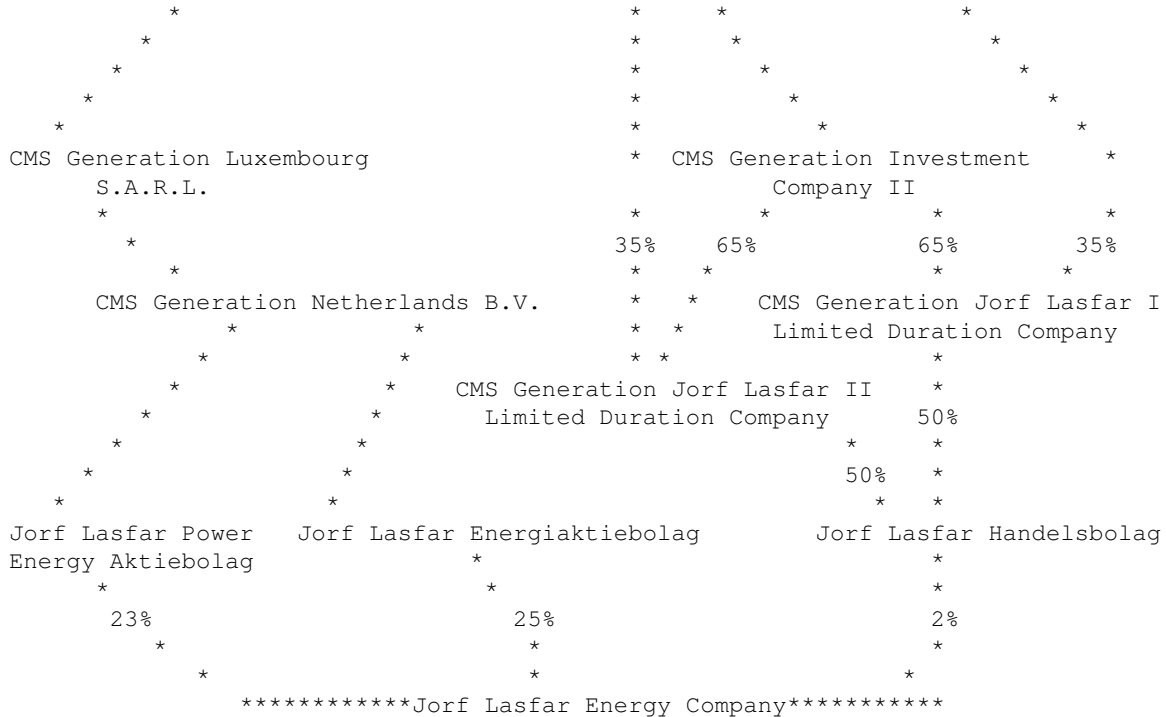 * * * *
* * * *
* * * *
* * * *
* * * *
CMS Generation Luxembourg * CMS Generation Investment *
S.A.R.L. Company II
* * * * *
* 35% 65% 65% 35%
* * * * *
CMS Generation Netherlands B.V. * * CMS Generation Jorf Lasfar I
* * * * Limited Duration Company
* * * * *
* * CMS Generation Jorf Lasfar II *
* * Limited Duration Company 50%
* * * *
* * 50% *
* * * *
Jorf Lasfar Power Jorf Lasfar Energiaktiebolag Jorf Lasfar Handelsbolag
Energy Aktiebolag * *
* * *
23% 25% 2%
* * *
* * *
************Jorf Lasfar Energy Company***********